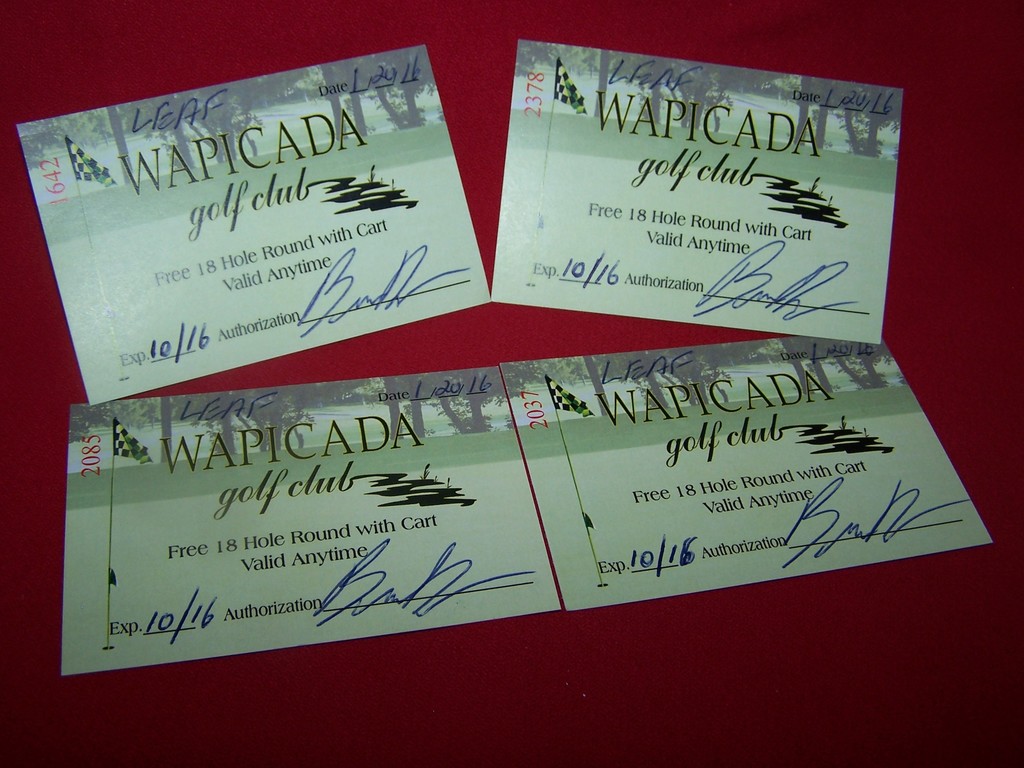 LEAF
Date 1/20/16
1642
WAPICADA
golf club
Free 18 Hole Round with Cart
Valid Anytime
Exp. 10/16 Authorization
LEAF
Date 1/20/16
2378
WAPICADA
golf club
Free 18 Hole Round with Cart
Valid Anytime
Exp. 10/16 Authorization
LEAF
Date 1/20/16
2085
WAPICADA
golf club
Free 18 Hole Round with Cart
Valid Anytime
Exp. 10/16 Authorization
LEAF
Date 1/20/16
2037
WAPICADA
golf club
Free 18 Hole Round with Cart
Valid Anytime
Exp. 10/16 Authorization